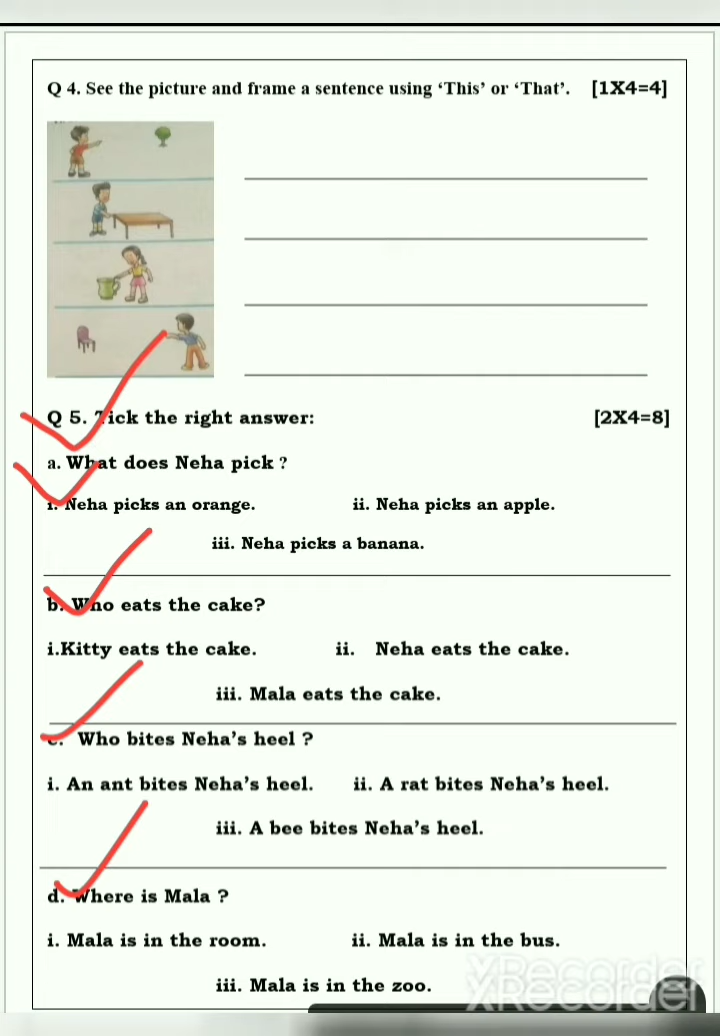 Q 4. See the picture and frame a sentence using ‘This’ or ‘That’. [1X4=4]
Q 5. Tick the right answer: [2X4=8]
a. What does Neha pick ?
i. Neha picks an orange. ii. Neha picks an apple.
iii. Neha picks a banana.
b. Who eats the cake?
i.Kitty eats the cake. ii. Neha eats the cake.
iii. Mala eats the cake.
c. Who bites Neha’s heel ?
i. An ant bites Neha’s heel. ii. A rat bites Neha’s heel.
iii. A bee bites Neha’s heel.
d. Where is Mala ?
i. Mala is in the room. ii. Mala is in the bus.
iii. Mala is in the zoo.
XRecorder
XRecorder